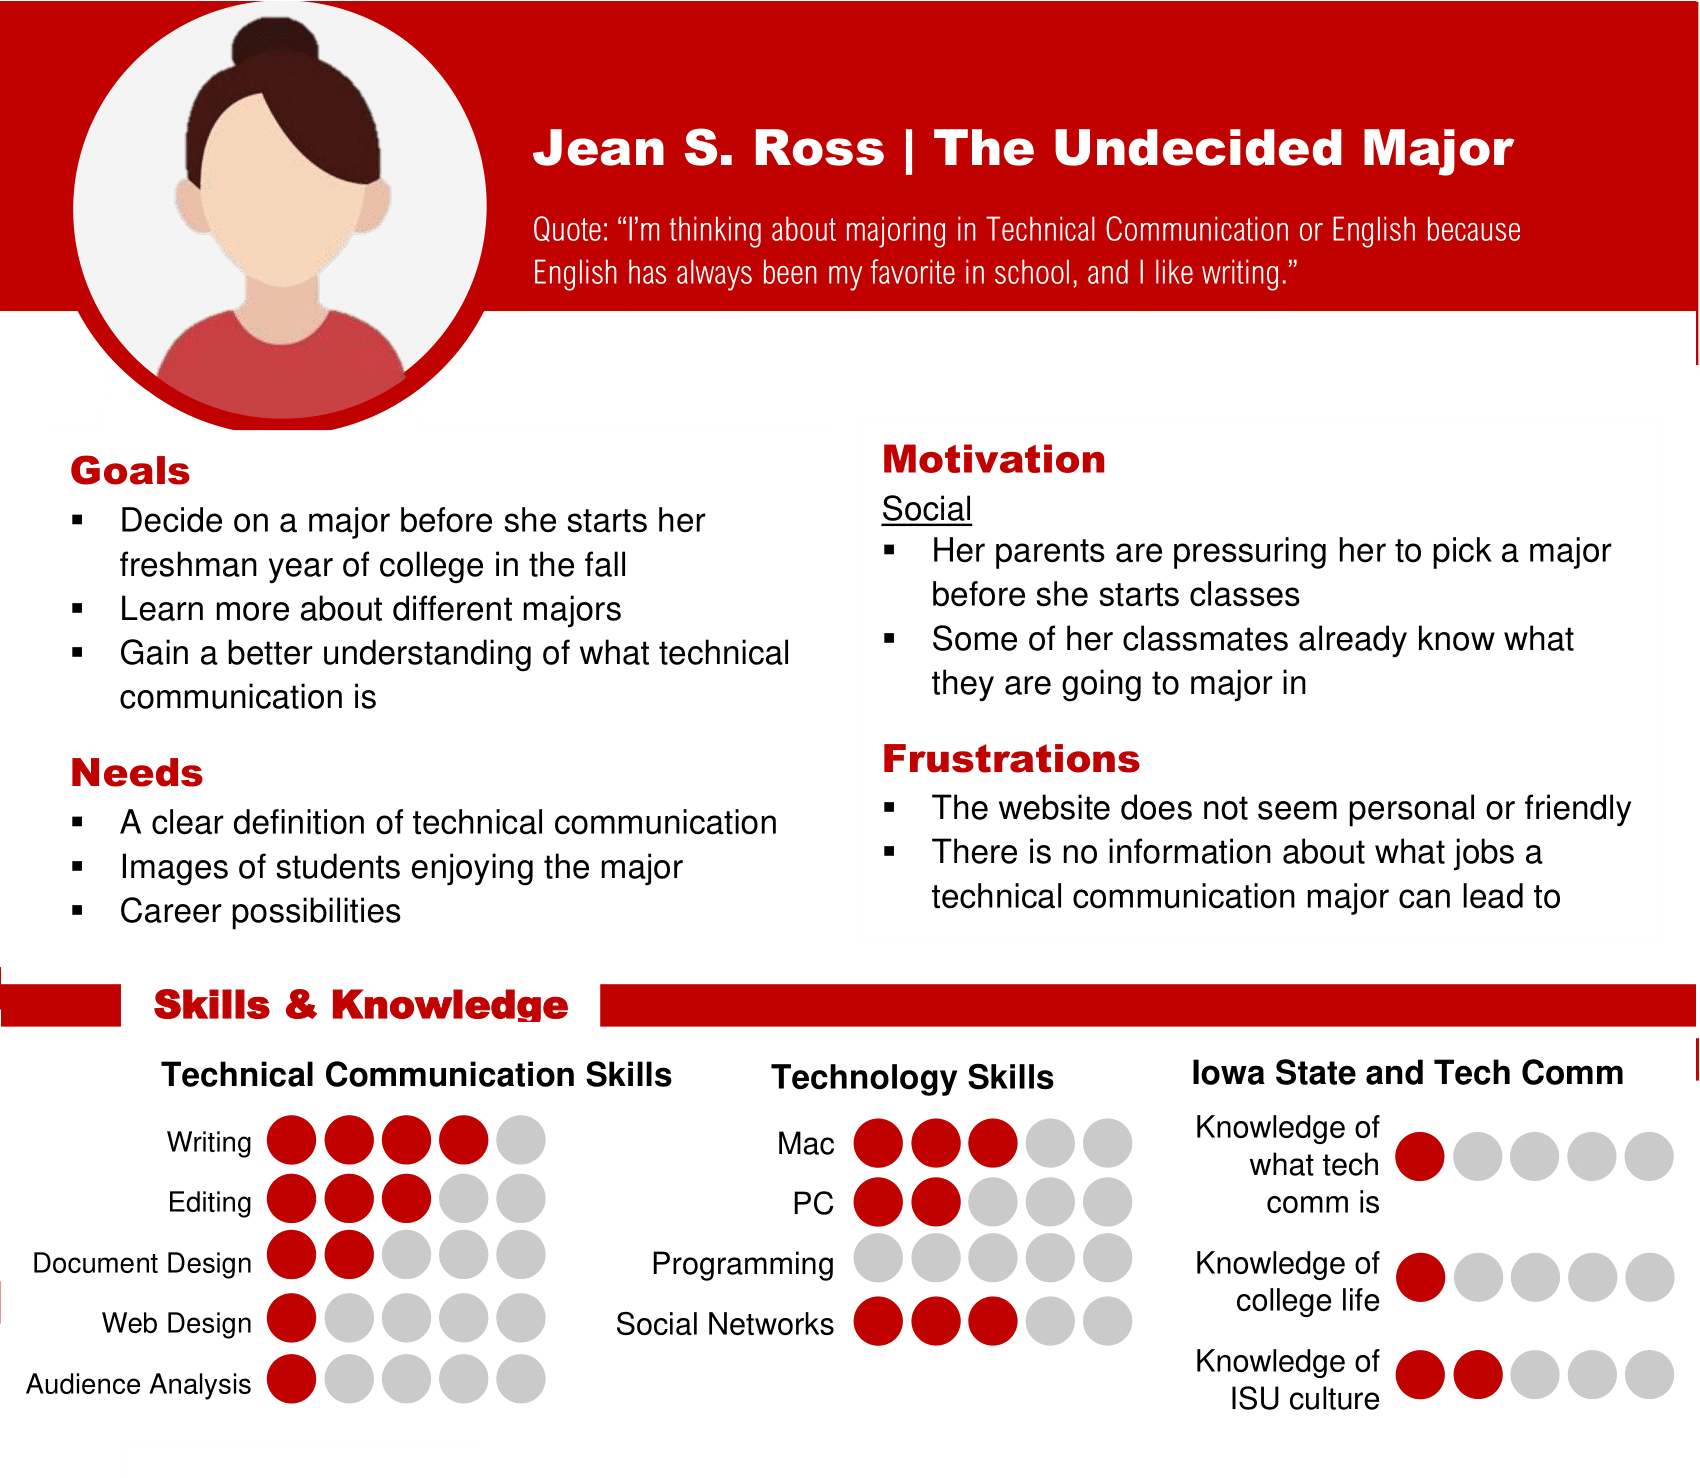 Jean S. Ross | The Undecided Major
Quote: “I’m thinking about majoring in Technical Communication or English because
English has always been my favorite in school, and I like writing.”
Goals
▪ Decide on a major before she starts her
freshman year of college in the fall
▪ Learn more about different majors
▪ Gain a better understanding of what technical
communication is
Needs
▪ A clear definition of technical communication
▪ Images of students enjoying the major
▪ Career possibilities
Motivation
Social
▪ Her parents are pressuring her to pick a major
before she starts classes
▪ Some of her classmates already know what
they are going to major in
Frustrations
▪ The website does not seem personal or friendly
▪ There is no information about what jobs a
technical communication major can lead to
Skills & Knowledge
Technical Communication Skills
Writing
Editing
Document Design
Web Design
Audience Analysis
Technology Skills
Mac
PC
Programming
Social Networks
Iowa State and Tech Comm
Knowledge of
what tech
comm is
Knowledge of
college life
Knowledge of
ISU culture